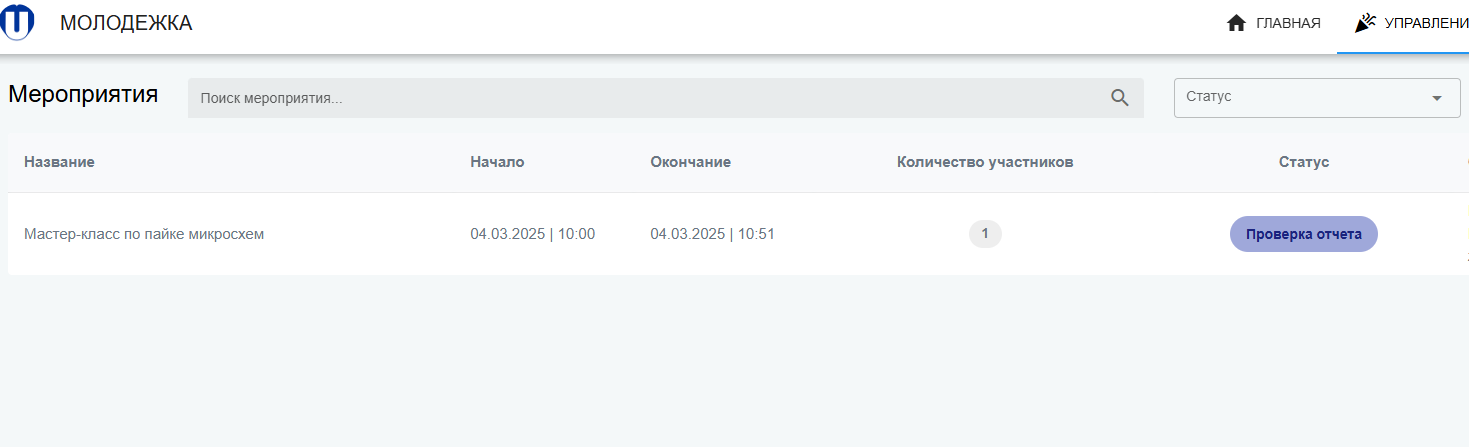 МОЛОДЕЖКА
ГЛАВНАЯ
УПРАВЛЕНИ
Мероприятия
Поиск мероприятия...
Статус
Название
Начало
Окончание
Количество участников
Статус
Мастер-класс по пайке микросхем
04.03.2025 | 10:00
04.03.2025 | 10:51
1
Проверка отчета